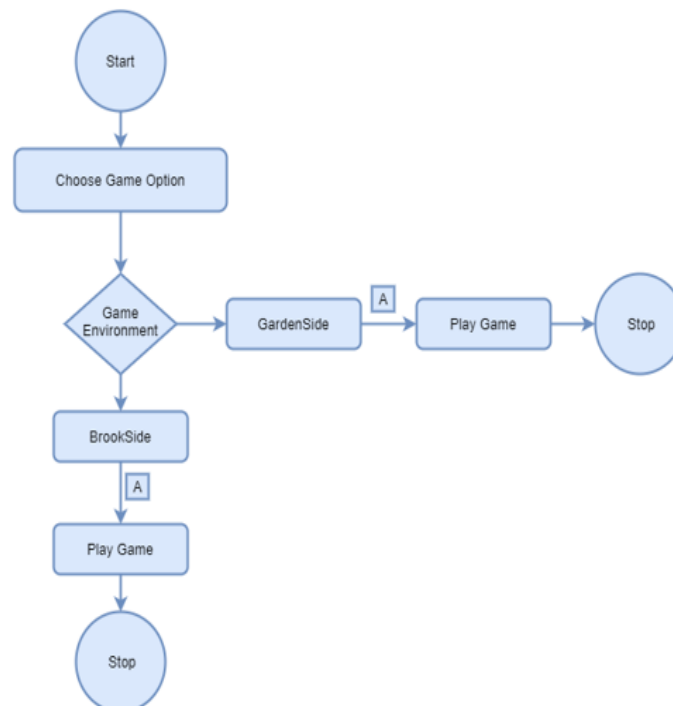 Start
Choose Game Option
Game
Environment
GardenSide
A
Play Game
Stop
BrookSide
A
Play Game
Stop